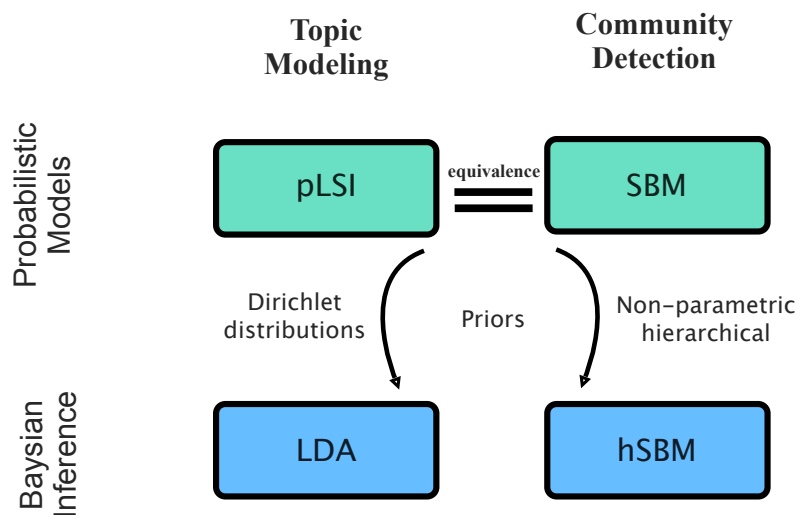 Topic
Modeling
Community
Detection
Probabilistic
Models
pLSI
equivalence
SBM
Dirichlet
distributions
Priors
Non-parametric
hierarchical
Baysian
Inference
LDA
hSBM